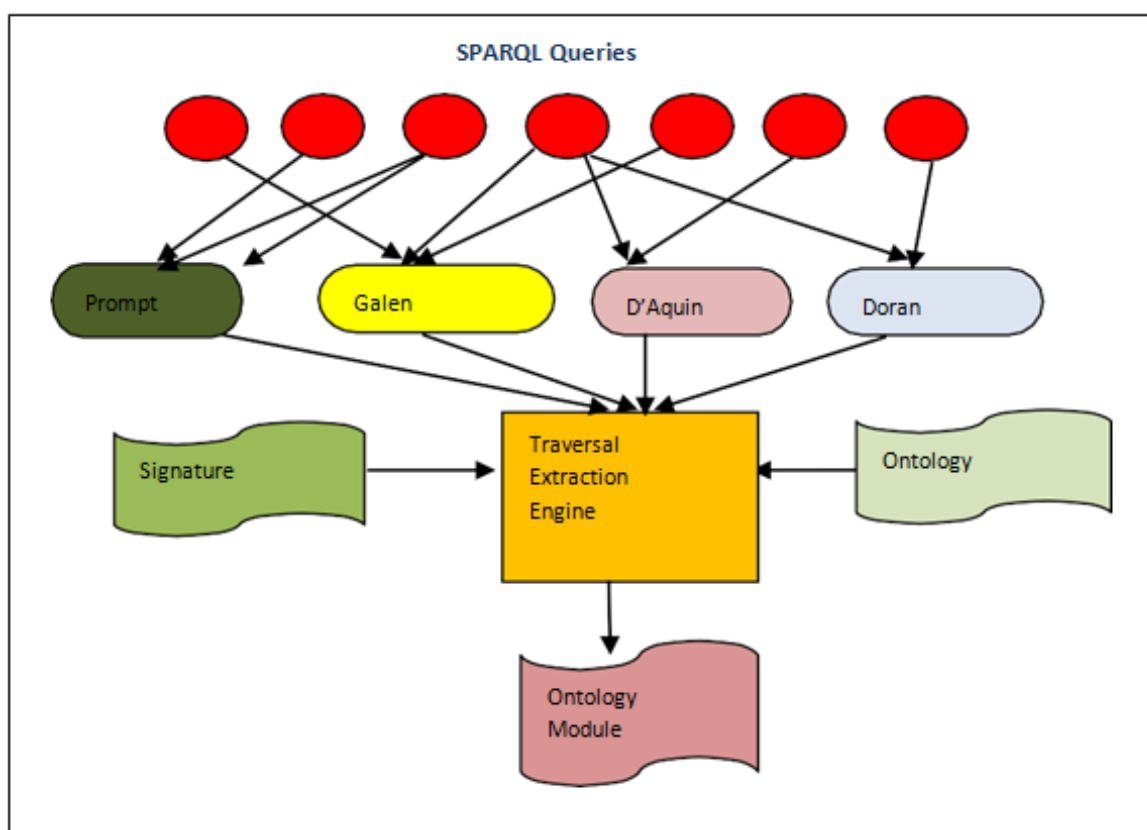 SPARQL Queries
Prompt
Galen
D’Aquin
Doran
Signature
Traversal
Extraction
Engine
Ontology
Ontology
Module